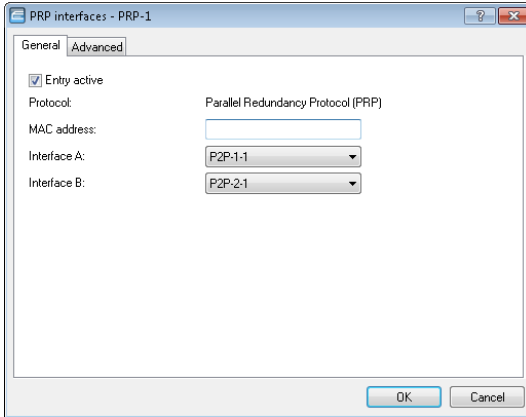 PRP interfaces - PRP-1
General Advanced
Entry active
Protocol: Parallel Redundancy Protocol (PRP)
MAC address:
Interface A: P2P-1-1
Interface B: P2P-2-1
OK Cancel